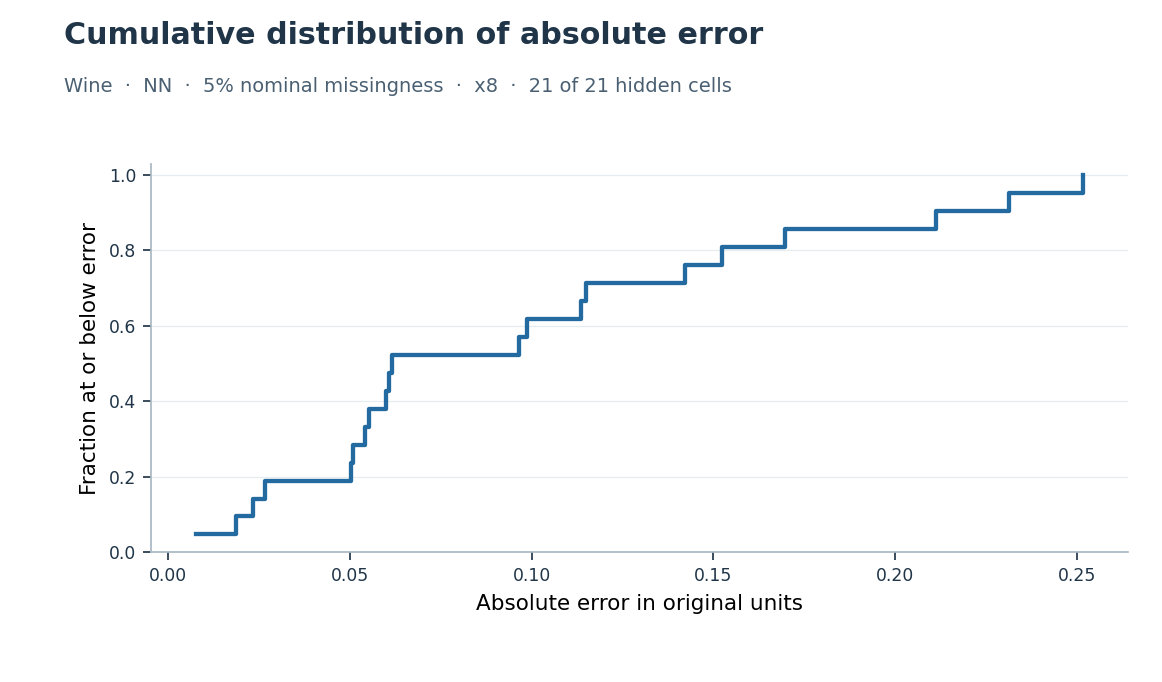 Cumulative distribution of absolute error
Wine · NN · 5% nominal missingness · x8 · 21 of 21 hidden cells
1.0
0.8
0.6
0.4
0.2
0.0
Fraction at or below error
0.00 0.05 0.10 0.15 0.20 0.25
Absolute error in original units